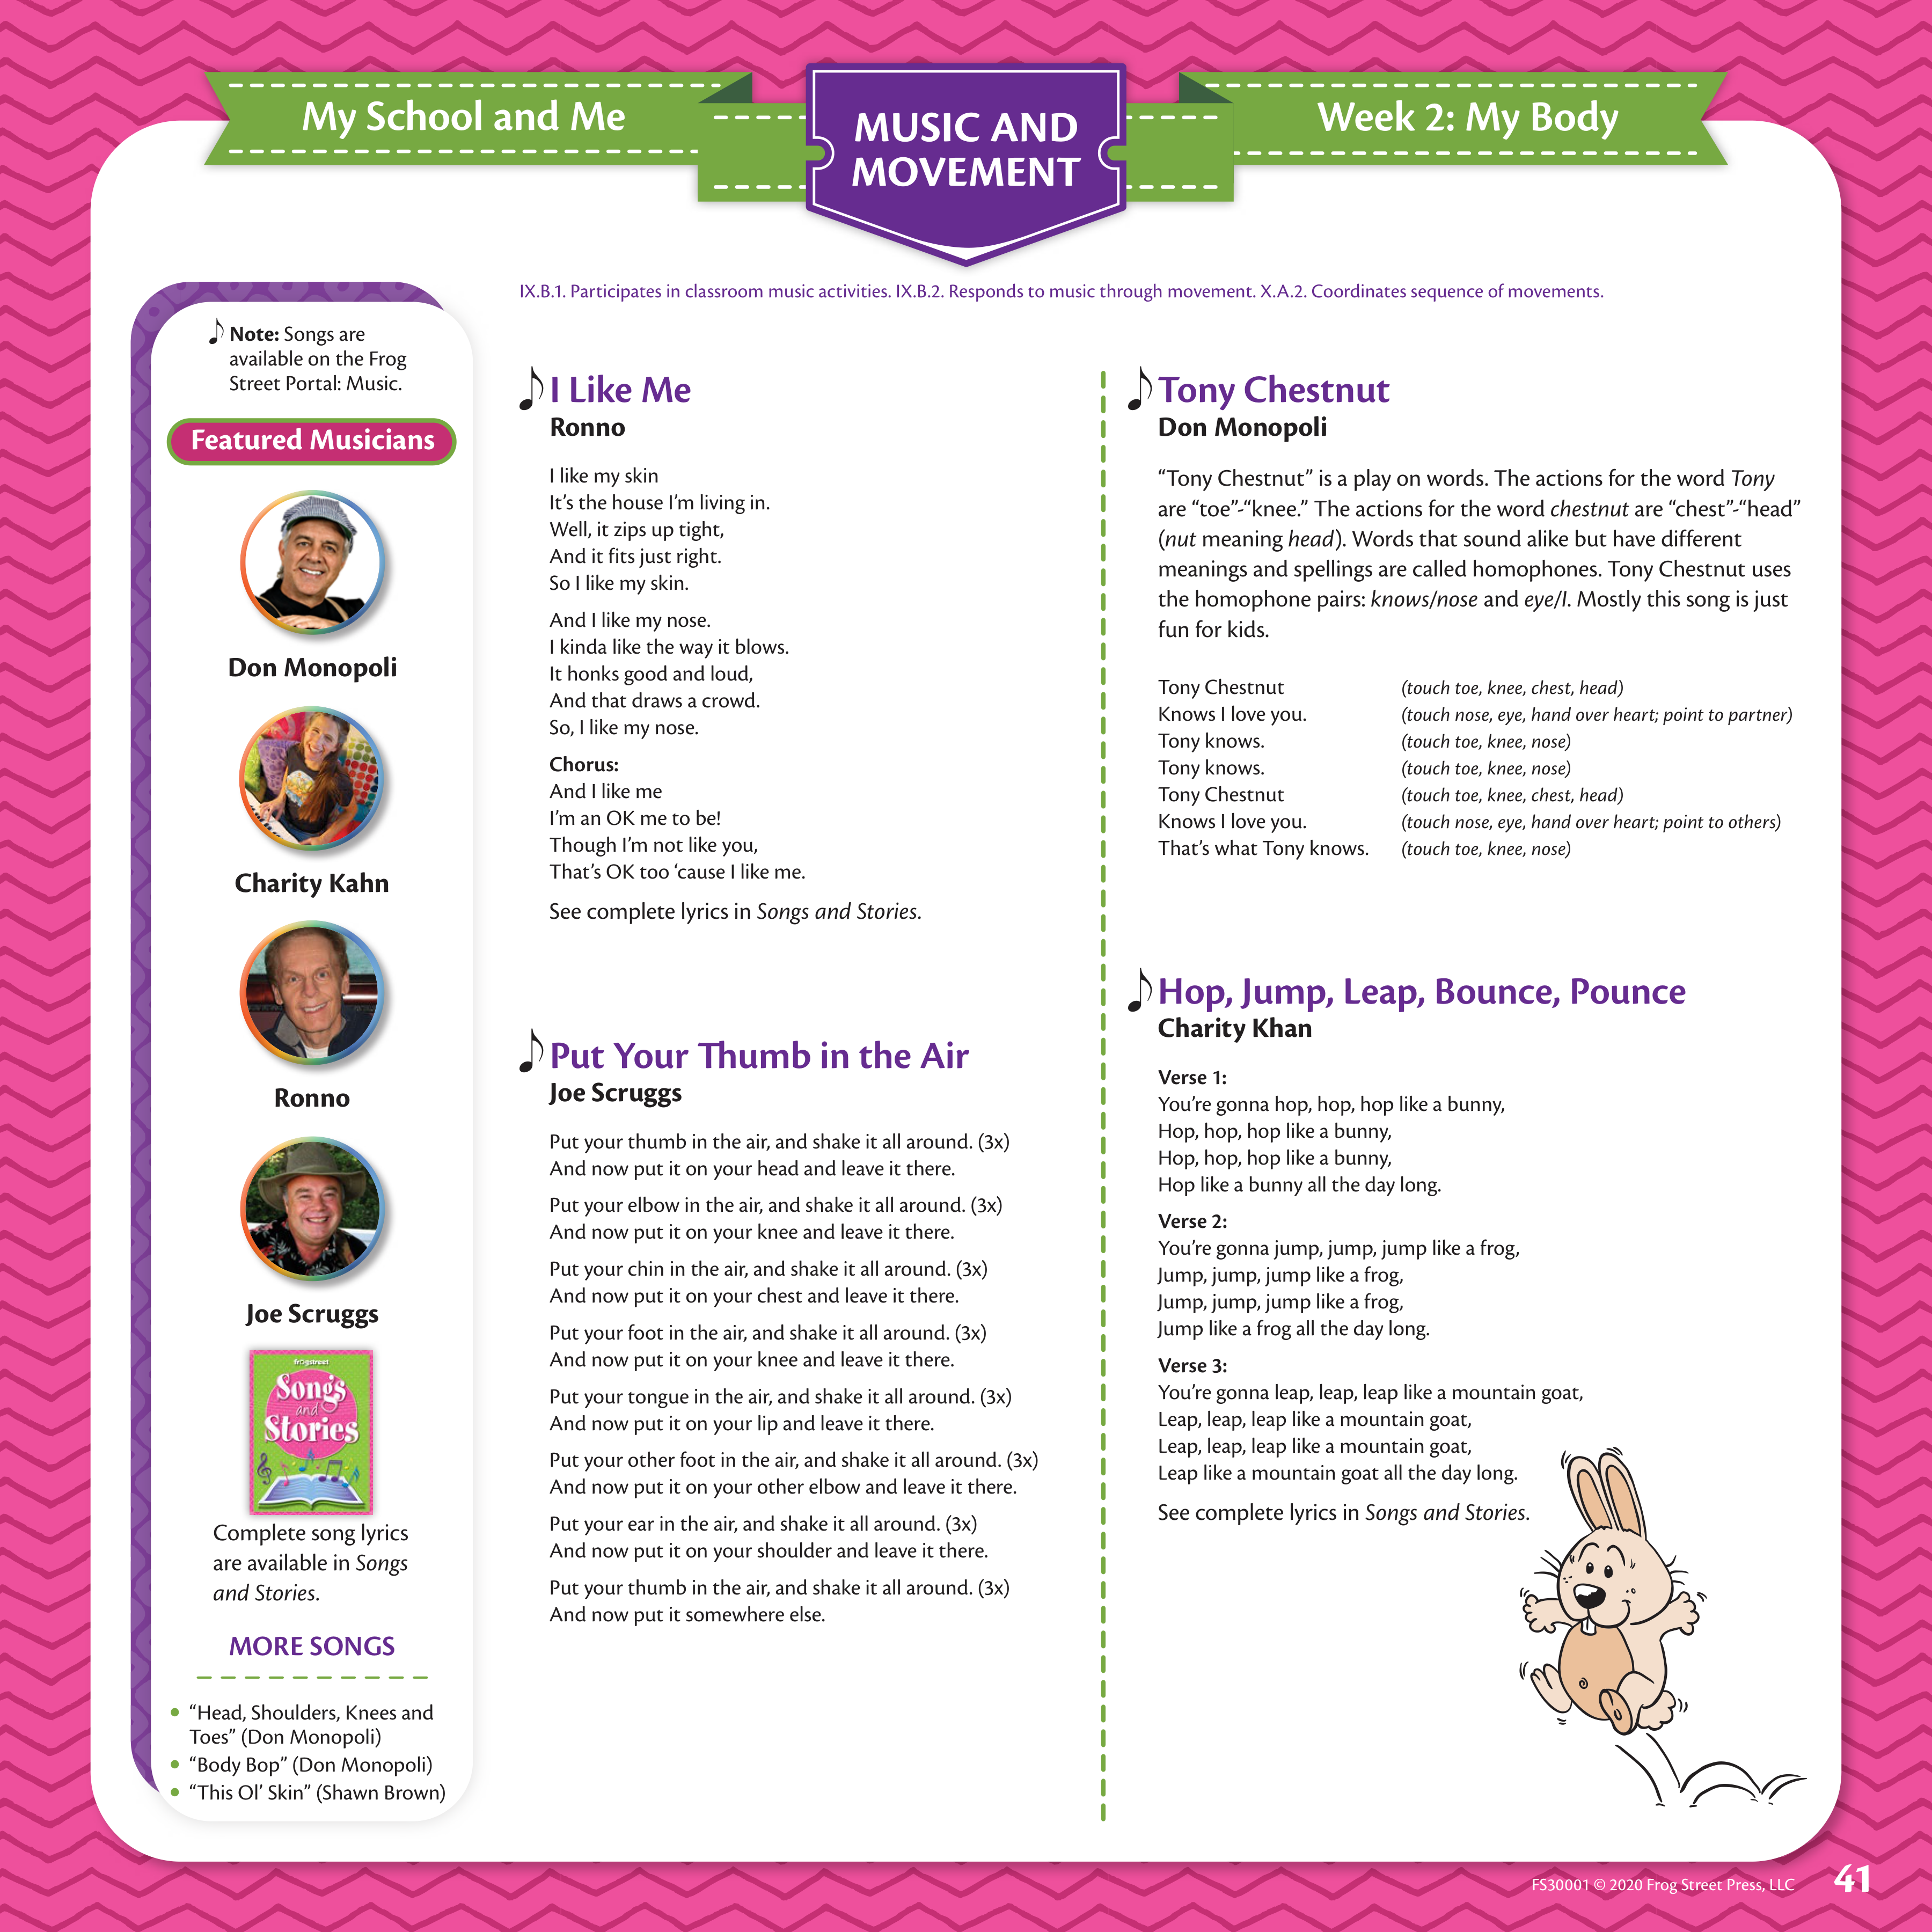 My School and Me
MUSIC AND
MOVEMENT
Week 2: My Body
IX.B.1. Participates in classroom music activities. IX.B.2. Responds to music through movement. X.A.2. Coordinates sequence of movements.
Note: Songs are
available on the Frog
Street Portal: Music.
Featured Musicians
Don Monopoli
Charity Kahn
Ronno
Joe Scruggs
frogstreet
Songs
and
Stories
Complete song lyrics
are available in Songs
and Stories.
MORE SONGS
• “Head, Shoulders, Knees and
Toes” (Don Monopoli)
• “Body Bop” (Don Monopoli)
• “This Ol’ Skin” (Shawn Brown)
I Like Me
Ronno
I like my skin
It’s the house I’m living in.
Well, it zips up tight,
And it fits just right.
So I like my skin.
And I like my nose.
I kinda like the way it blows.
It honks good and loud,
And that draws a crowd.
So, I like my nose.
Chorus:
And I like me
I’m an OK me to be!
Though I’m not like you,
That’s OK too ‘cause I like me.
See complete lyrics in Songs and Stories.
Put Your Thumb in the Air
Joe Scruggs
Put your thumb in the air, and shake it all around. (3x)
And now put it on your head and leave it there.
Put your elbow in the air, and shake it all around. (3x)
And now put it on your knee and leave it there.
Put your chin in the air, and shake it all around. (3x)
And now put it on your chest and leave it there.
Put your foot in the air, and shake it all around. (3x)
And now put it on your knee and leave it there.
Put your tongue in the air, and shake it all around. (3x)
And now put it on your lip and leave it there.
Put your other foot in the air, and shake it all around. (3x)
And now put it on your other elbow and leave it there.
Put your ear in the air, and shake it all around. (3x)
And now put it on your shoulder and leave it there.
Put your thumb in the air, and shake it all around. (3x)
And now put it somewhere else.
Tony Chestnut
Don Monopoli
“Tony Chestnut” is a play on words. The actions for the word Tony
are “toe”-“knee.” The actions for the word chestnut are “chest”-“head”
(nut meaning head). Words that sound alike but have different
meanings and spellings are called homophones. Tony Chestnut uses
the homophone pairs: knows/nose and eye/I. Mostly this song is just
fun for kids.
Tony Chestnut (touch toe, knee, chest, head)
Knows I love you. (touch nose, eye, hand over heart; point to partner)
Tony knows. (touch toe, knee, nose)
Tony knows. (touch toe, knee, nose)
Tony Chestnut (touch toe, knee, chest, head)
Knows I love you. (touch nose, eye, hand over heart; point to others)
That’s what Tony knows. (touch toe, knee, nose)
Hop, Jump, Leap, Bounce, Pounce
Charity Khan
Verse 1:
You’re gonna hop, hop, hop like a bunny,
Hop, hop, hop like a bunny,
Hop, hop, hop like a bunny,
Hop like a bunny all the day long.
Verse 2:
You’re gonna jump, jump, jump like a frog,
Jump, jump, jump like a frog,
Jump, jump, jump like a frog,
Jump like a frog all the day long.
Verse 3:
You’re gonna leap, leap, leap like a mountain goat,
Leap, leap, leap like a mountain goat,
Leap, leap, leap like a mountain goat,
Leap like a mountain goat all the day long.
See complete lyrics in Songs and Stories.
FS30001 © 2020 Frog Street Press, LLC 41